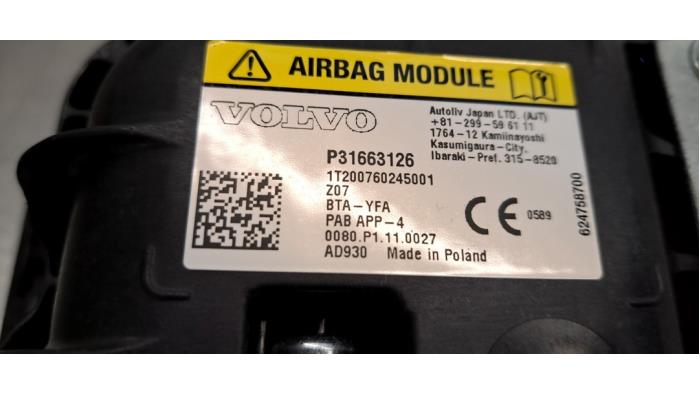 AIRBAG MODULE
VOLVO
Autoliv Japan LTD. (AJT)
+81-299-59 61 11
1764-12 Kamiinayoshi
Kasumigaura-City.
Ibaraki-Pref. 315-8520
P31663126
1T200760245001
Z07
BTA-YFA
PAB APP-4
0080.P1.11.0027
AD930 Made in Poland
CE 0589
624758700